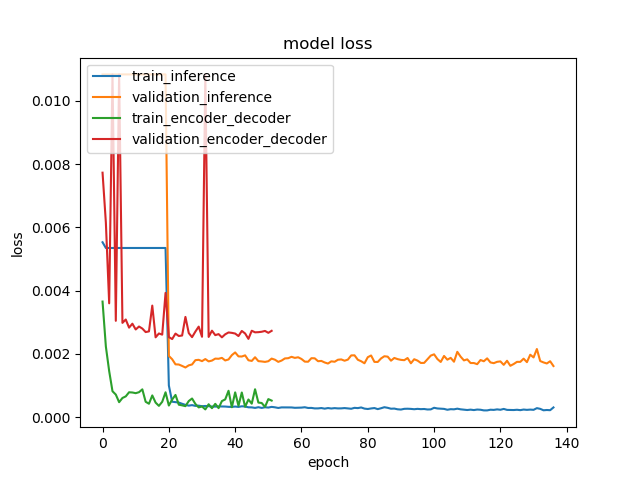 model loss
train_inference
validation_inference
train_encoder_decoder
validation_encoder_decoder
loss
0.010
0.008
0.006
0.004
0.002
0.000
0 20 40 60 80 100 120 140
epoch